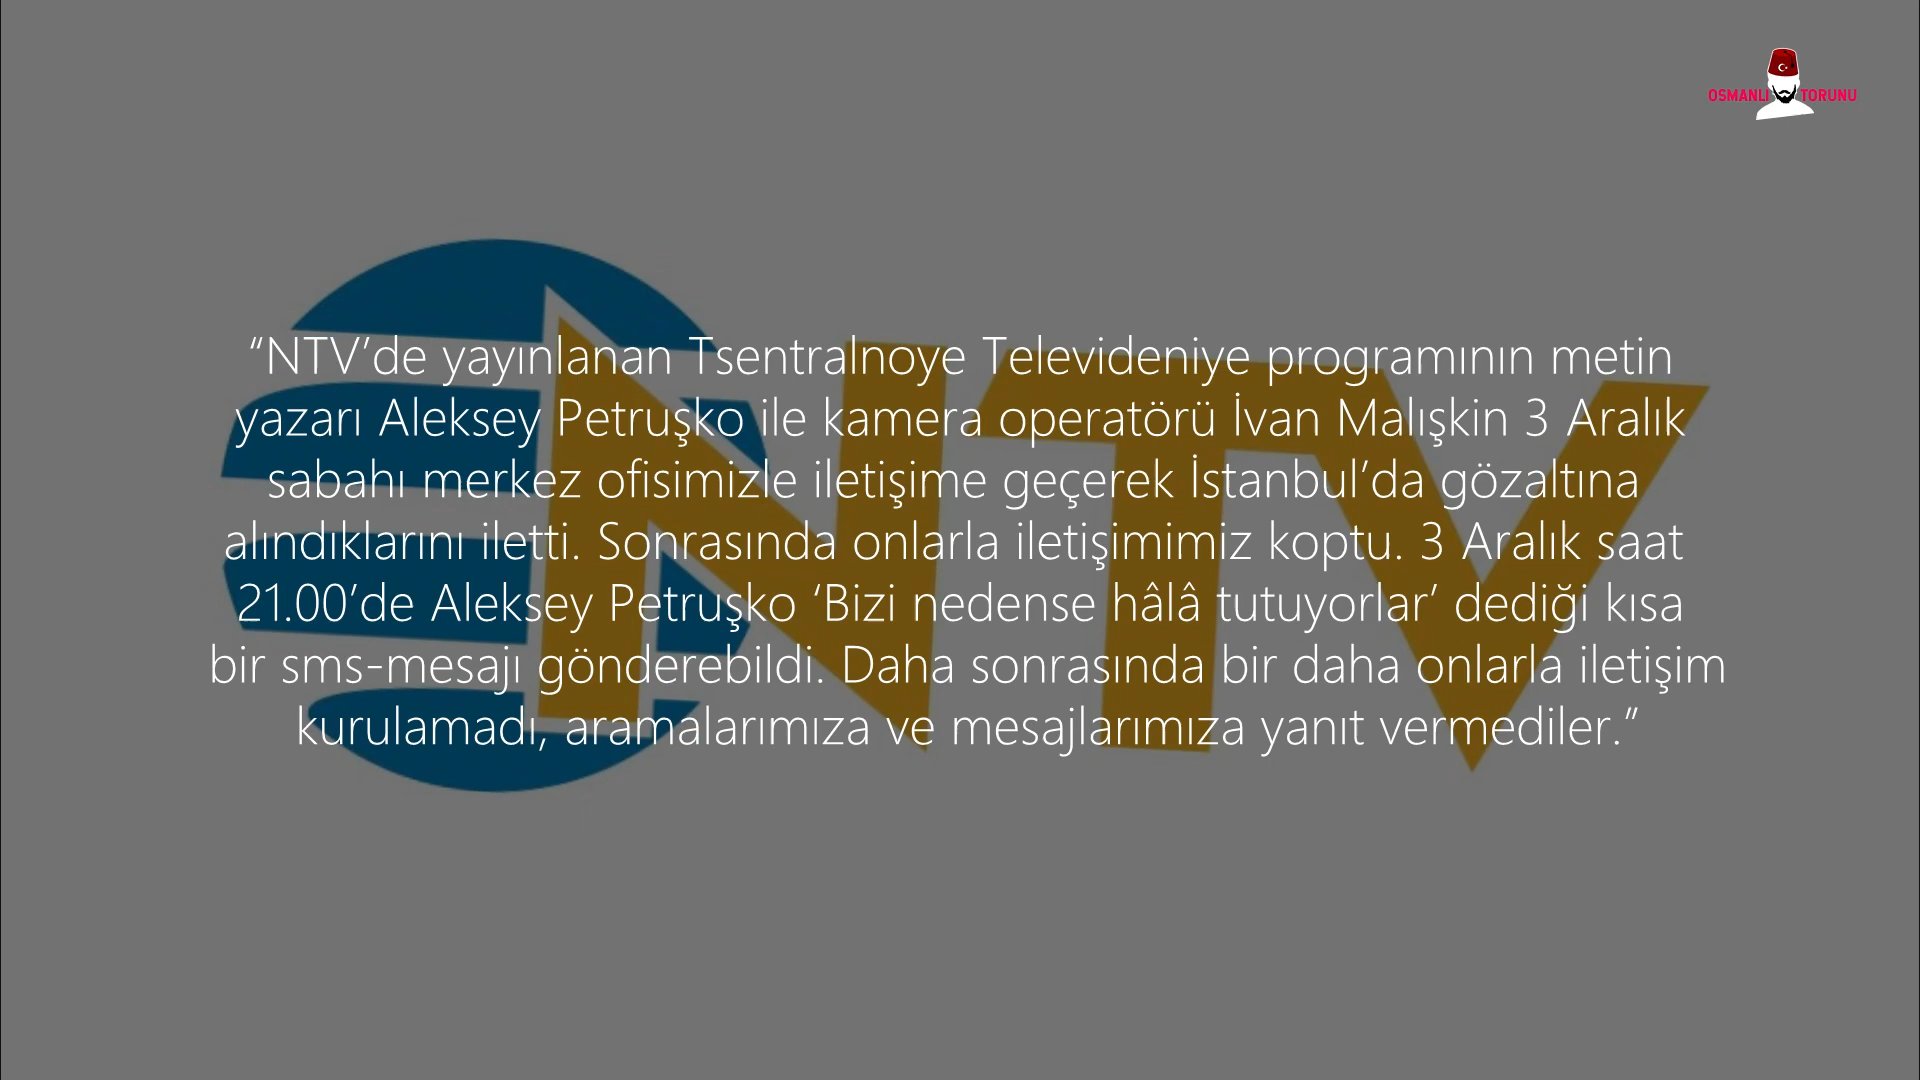 OSMANLI TORUNU
NTV
“NTV’de yayınlanan Tsentralnoye Televideniye programının metin
yazarı Aleksey Petruşko ile kamera operatörü İvan Malışkin 3 Aralık
sabahı merkez ofisimizle iletişime geçerek İstanbul’da gözaltına
alındıklarını iletti. Sonrasında onlarla iletişimimiz koptu. 3 Aralık saat
21.00’de Aleksey Petruşko ‘Bizi nedense hâlâ tutuyorlar’ dediği kısa
bir sms-mesajı gönderebildi. Daha sonrasında bir daha onlarla iletişim
kurulamadı, aramalarımıza ve mesajlarımıza yanıt vermediler.”